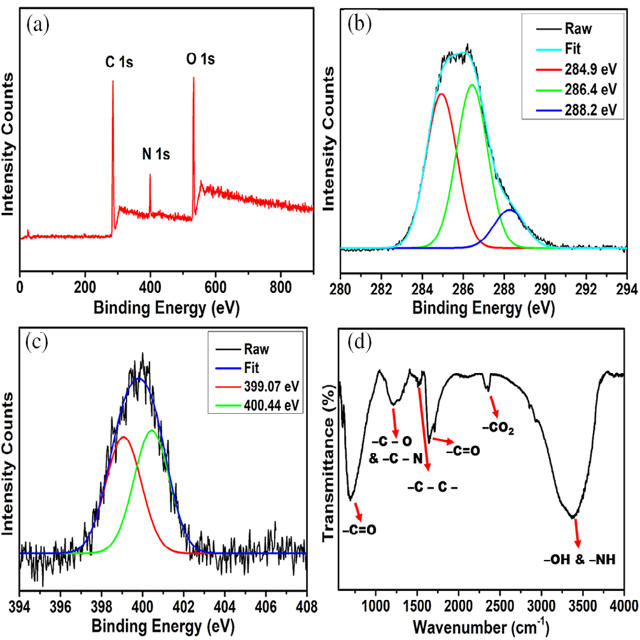 (a)
C 1s
O 1s
N 1s
Intensity Counts
0 200 400 600 800
Binding Energy (eV)
(b)
Raw
Fit
284.9 eV
286.4 eV
288.2 eV
Intensity Counts
280 282 284 286 288 290 292 294
Binding Energy (eV)
(c)
Raw
Fit
399.07 eV
400.44 eV
Intensity Counts
394 396 398 400 402 404 406 408
Binding Energy (eV)
(d)
–CO2
–C – O
& –C – N
–C=O
–C – C –
–C=O
–OH & –NH
Transmittance (%)
1000 1500 2000 2500 3000 3500 4000
Wavenumber (cm-1)